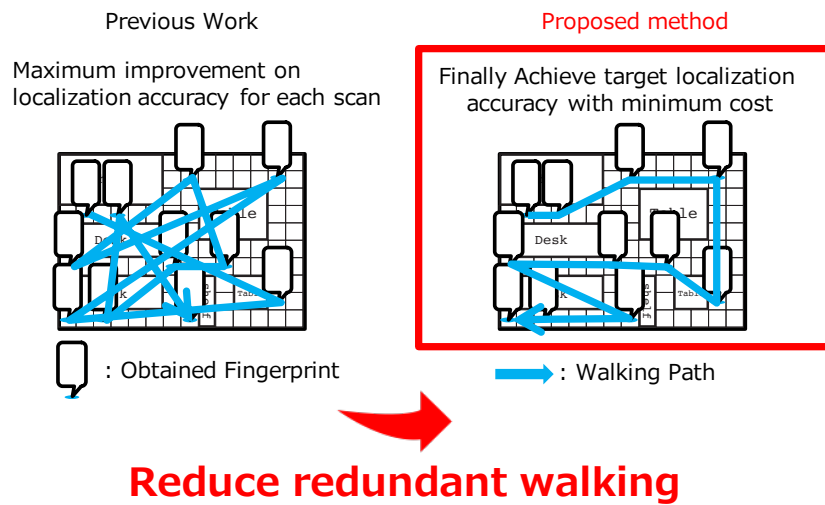 Previous Work
Proposed method
Maximum improvement on
localization accuracy for each scan
Finally Achieve target localization
accuracy with minimum cost
Desk
Table
Desk
Table
: Obtained Fingerprint
: Walking Path
Reduce redundant walking